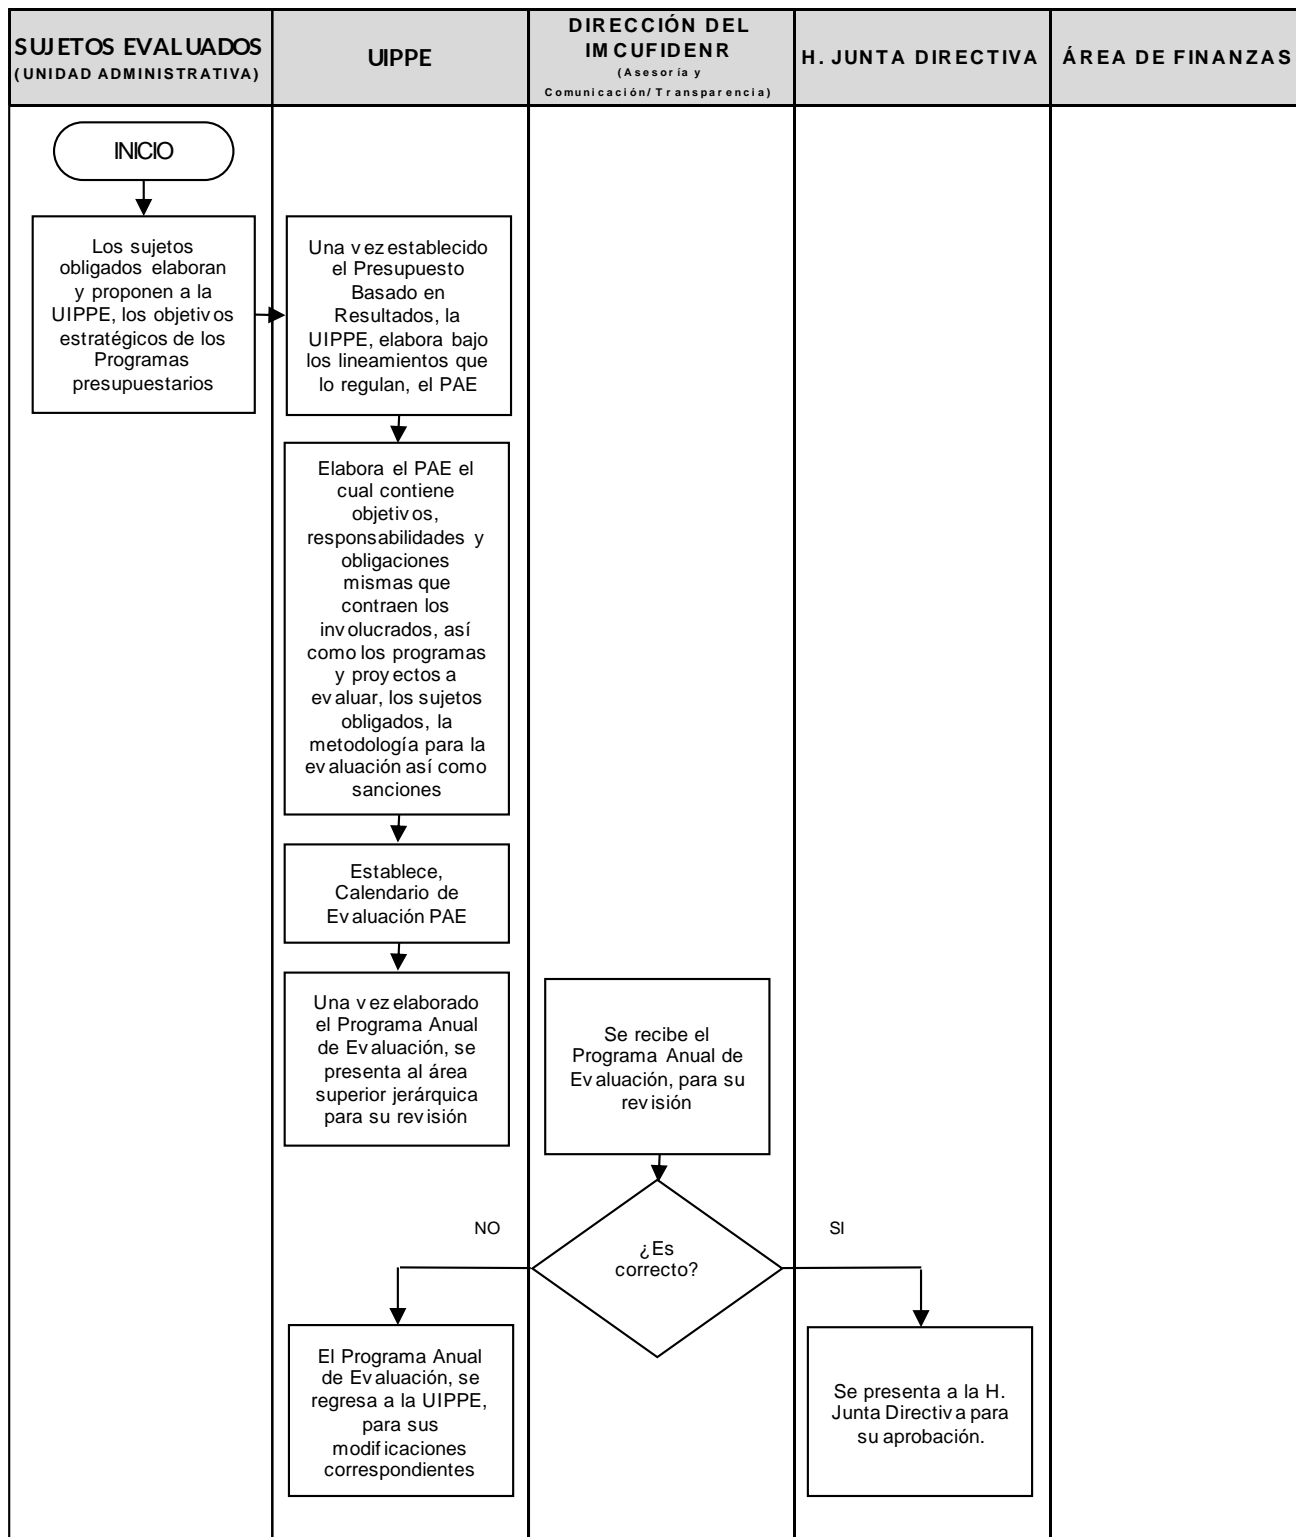 SUJETOS EVALUADOS
(UNIDAD ADMINISTRATIVA)
UIPPE
DIRECCIÓN DEL
IMCUFIDENR
(Asesoría y
Comunicación/Transparencia)
H. JUNTA DIRECTIVA
ÁREA DE FINANZAS
INICIO
Los sujetos
obligados elaboran
y proponen a la
UIPPE, los objetivos
estratégicos de los
Programas
presupuestarios
Una vez establecido
el Presupuesto
Basado en
Resultados, la
UIPPE, elabora bajo
los lineamientos que
lo regulan, el PAE
Elabora el PAE el
cual contiene
objetivos,
responsabilidades y
obligaciones
mismas que
contraen los
involucrados, así
como los programas
y proyectos a
evaluar, los sujetos
obligados, la
metodología para la
evaluación así como
sanciones
Establece,
Calendario de
Evaluación PAE
Una vez elaborado
el Programa Anual
de Evaluación, se
presenta al área
superior jerárquica
para su revisión
Se recibe el
Programa Anual de
Evaluación, para su
revisión
¿Es
correcto?
NO
SI
El Programa Anual
de Evaluación, se
regresa a la UIPPE,
para sus
modificaciones
correspondientes
Se presenta a la H.
Junta Directiva para
su aprobación.